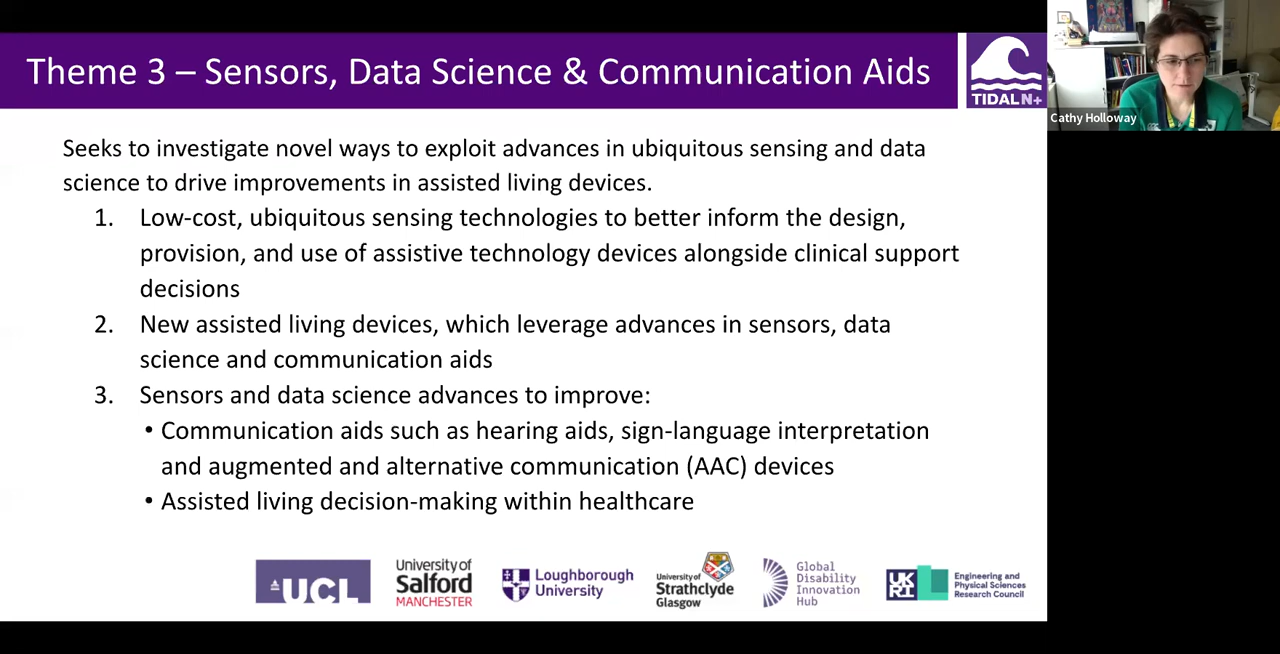 Theme 3 – Sensors, Data Science & Communication Aids
TIDAL N+
Cathy Holloway
Seeks to investigate novel ways to exploit advances in ubiquitous sensing and data
science to drive improvements in assisted living devices.
1. Low-cost, ubiquitous sensing technologies to better inform the design,
provision, and use of assistive technology devices alongside clinical support
decisions
2. New assisted living devices, which leverage advances in sensors, data
science and communication aids
3. Sensors and data science advances to improve:
• Communication aids such as hearing aids, sign-language interpretation
and augmented and alternative communication (AAC) devices
• Assisted living decision-making within healthcare
UCL
University of
Salford
MANCHESTER
Loughborough
University
University of
Strathclyde
Glasgow
Global
Disability
Innovation
Hub
UK
RI
Engineering and
Physical Sciences
Research Council